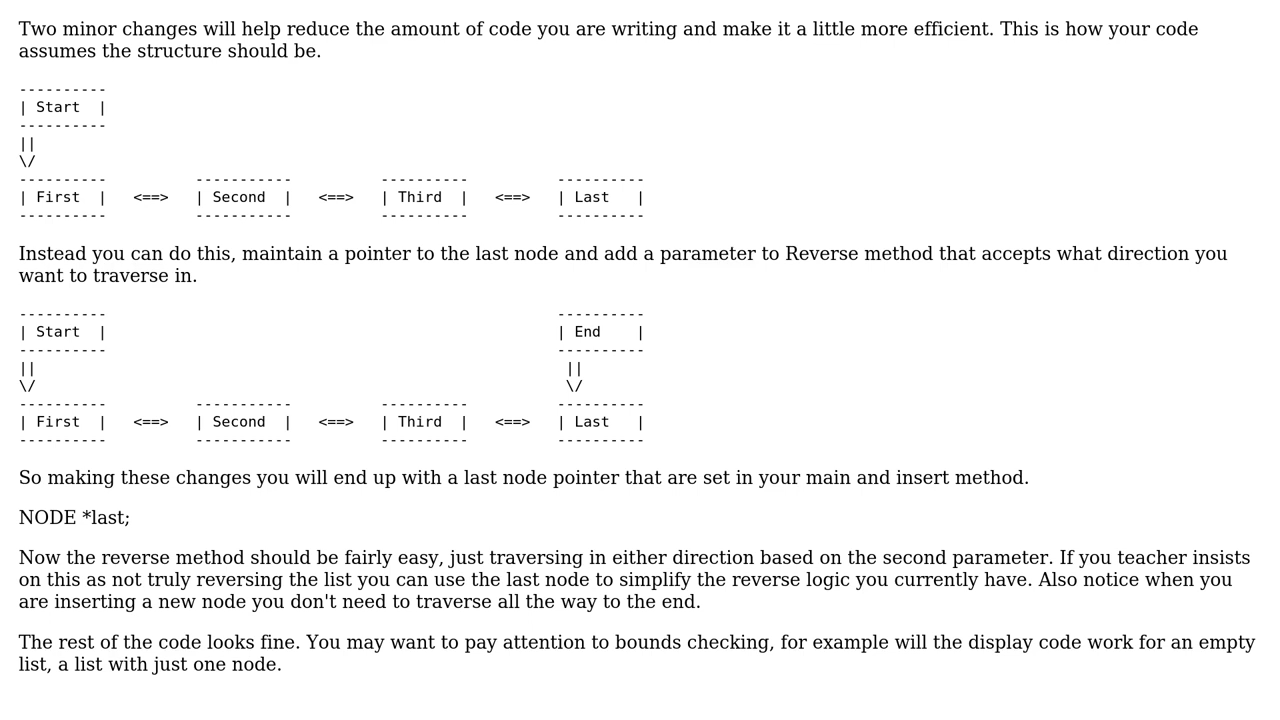 Two minor changes will help reduce the amount of code you are writing and make it a little more efficient. This is how your code
assumes the structure should be.
----------
| Start  |
----------
||
\/
----------          -----------          ----------          ----------
| First  |   <==>   | Second  |   <==>   | Third  |   <==>   | Last   |
----------          -----------          ----------          ----------
Instead you can do this, maintain a pointer to the last node and add a parameter to Reverse method that accepts what direction you
want to traverse in.
----------                                                   ----------
| Start  |                                                   | End    |
----------                                                   ----------
||                                                            ||
\/                                                            \/
----------          -----------          ----------          ----------
| First  |   <==>   | Second  |   <==>   | Third  |   <==>   | Last   |
----------          -----------          ----------          ----------
So making these changes you will end up with a last node pointer that are set in your main and insert method.
NODE *last;
Now the reverse method should be fairly easy, just traversing in either direction based on the second parameter. If you teacher insists
on this as not truly reversing the list you can use the last node to simplify the reverse logic you currently have. Also notice when you
are inserting a new node you don't need to traverse all the way to the end.
The rest of the code looks fine. You may want to pay attention to bounds checking, for example will the display code work for an empty
list, a list with just one node.